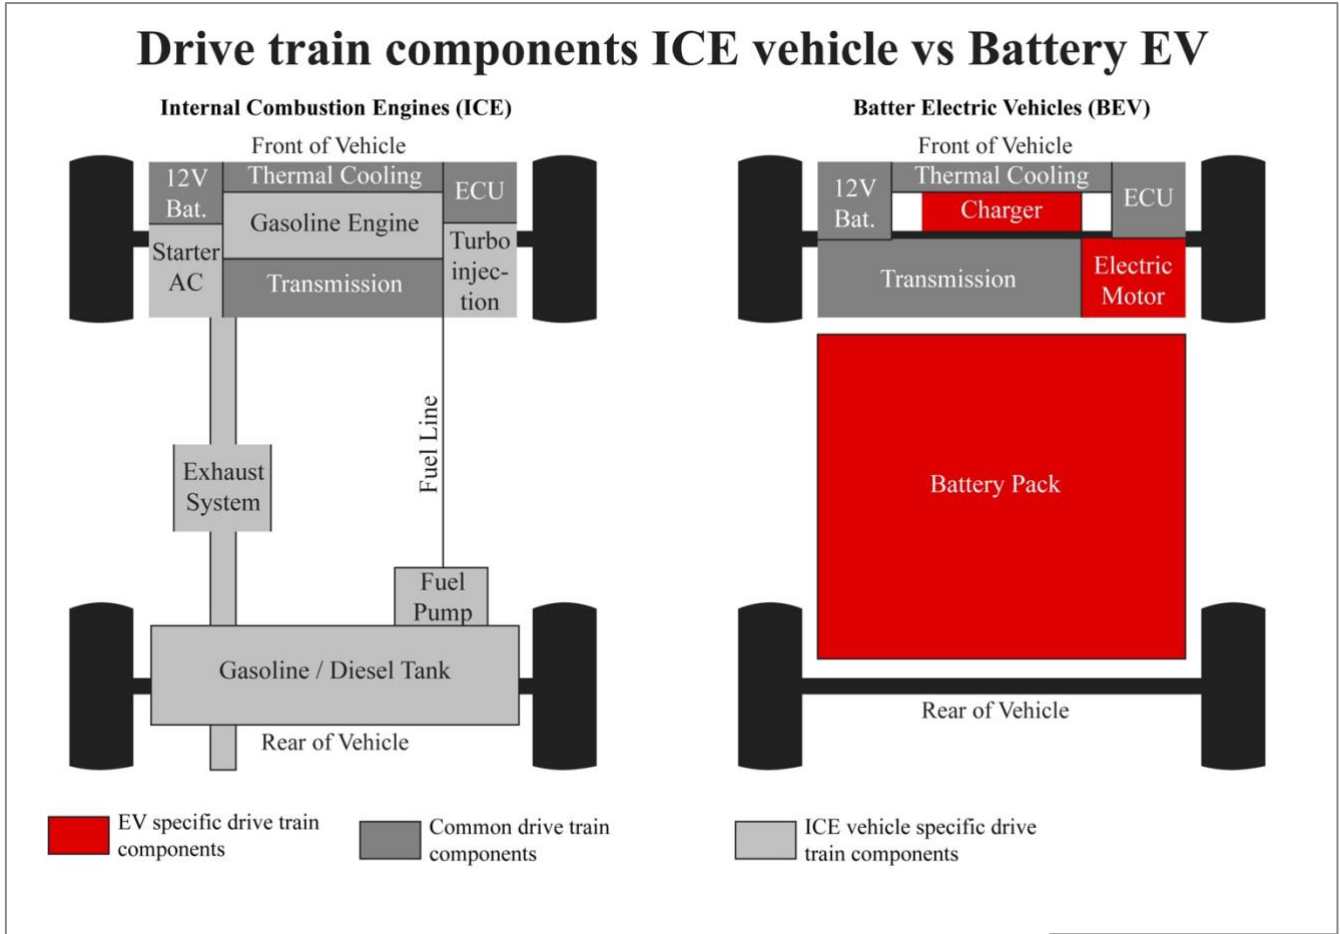 Drive train components ICE vehicle vs Battery EV
Internal Combustion Engines (ICE)
Front of Vehicle
12V
Bat.
Thermal Cooling
ECU
Gasoline Engine
Starter
AC
Turbo
injec-
tion
Transmission
Fuel Line
Exhaust
System
Fuel
Pump
Gasoline / Diesel Tank
Rear of Vehicle
Batter Electric Vehicles (BEV)
Front of Vehicle
12V
Bat.
Thermal Cooling
ECU
Charger
Transmission
Electric
Motor
Battery Pack
Rear of Vehicle
EV specific drive train
components
Common drive train
components
ICE vehicle specific drive
train components